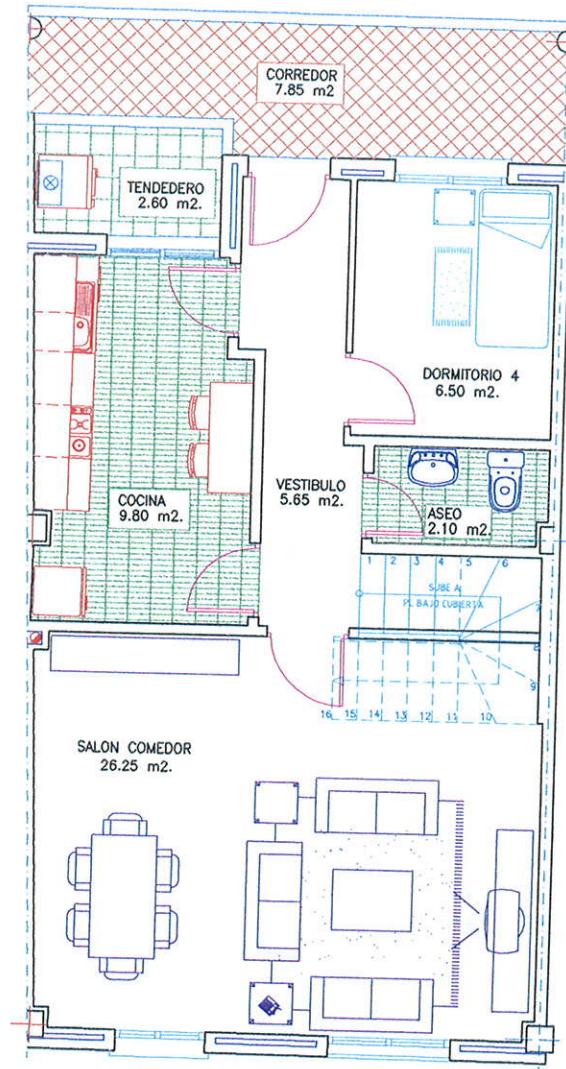 CORREDOR
7.85 m2
TENDEDERO
2.60 m2.
DORMITORIO 4
6.50 m2.
COCINA
9.80 m2.
VESTIBULO
5.65 m2.
ASEO
2.10 m2.
1 2 3 4 5 6
SUBE A
PL. BAJO CUBIERTA
7
8
9
16 15 14 13 12 11 10
SALON COMEDOR
26.25 m2.